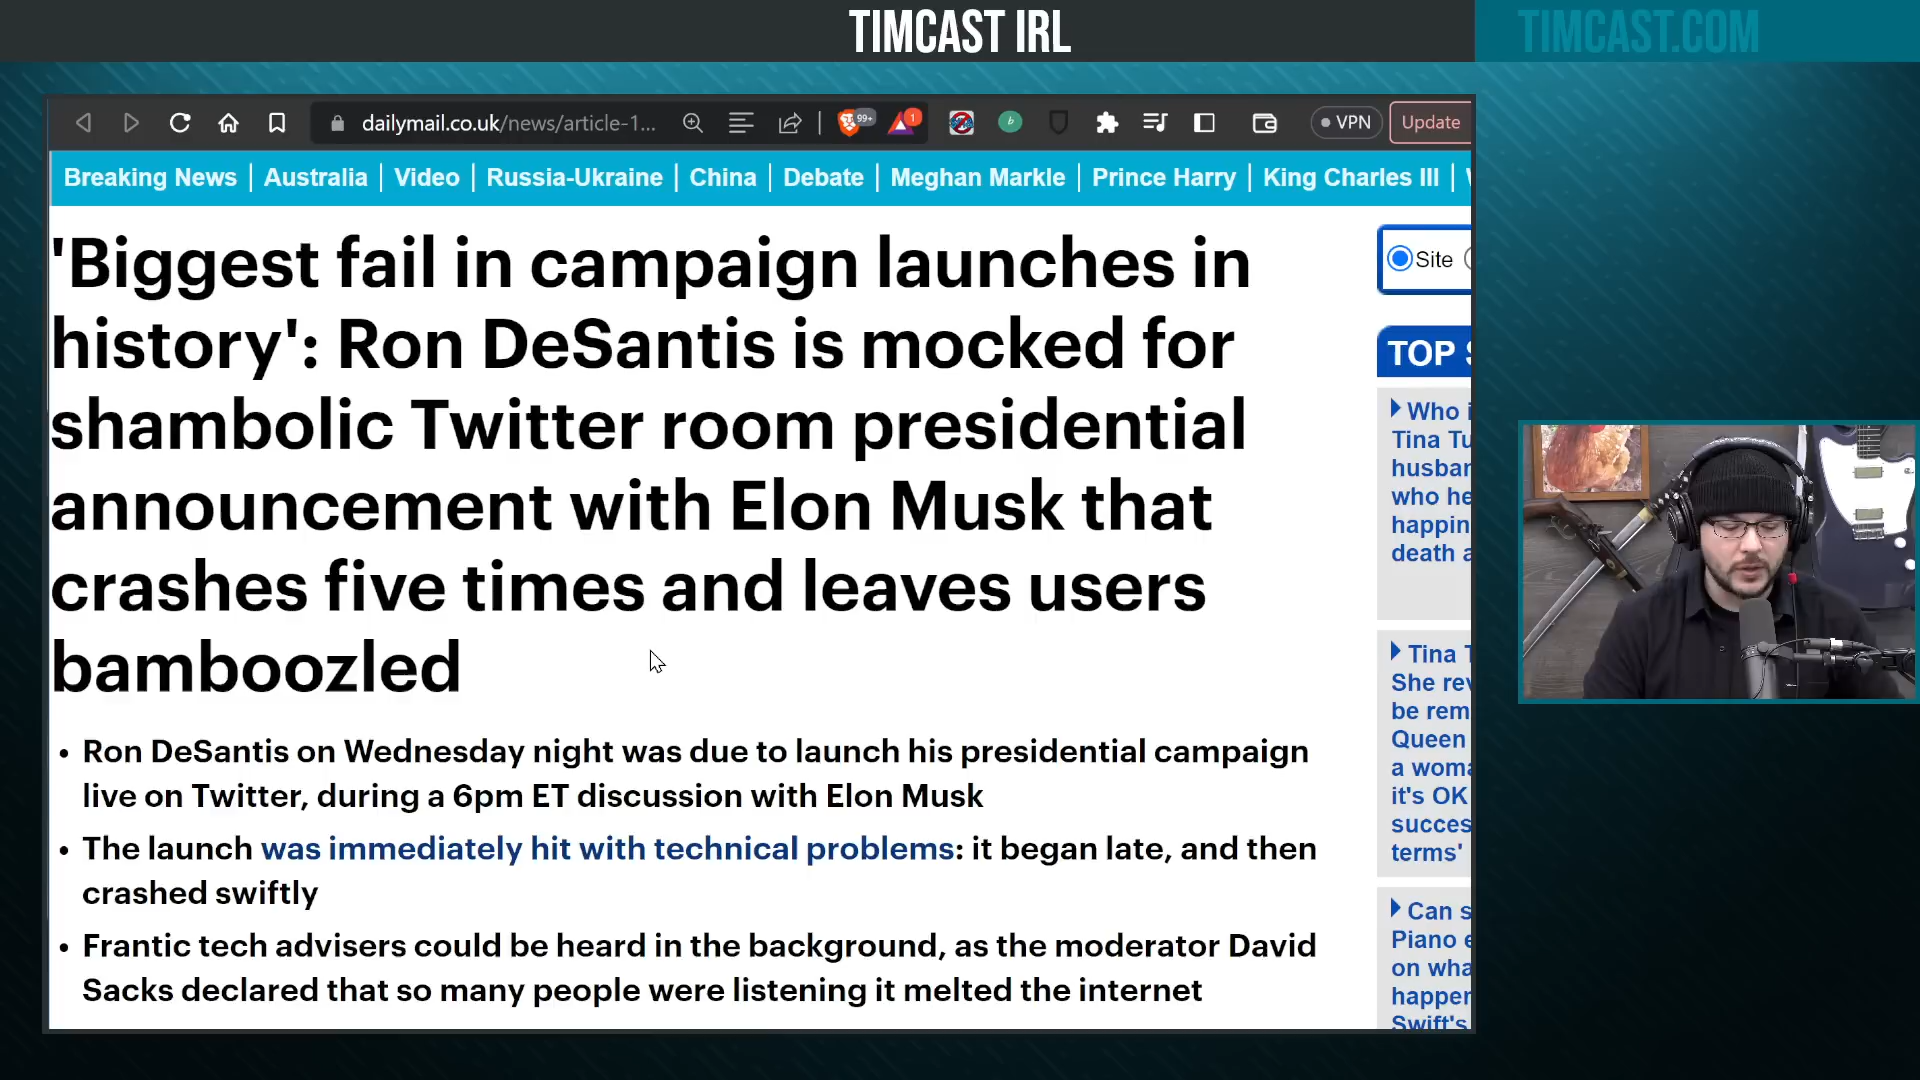 TIMCAST IRL
TIMCAST.COM
dailymail.co.uk/news/article-1...
99+
1
b
VPN
Update
Breaking News | Australia | Video | Russia-Ukraine | China | Debate | Meghan Markle | Prince Harry | King Charles III |
'Biggest fail in campaign launches in
history': Ron DeSantis is mocked for
shambolic Twitter room presidential
announcement with Elon Musk that
crashes five times and leaves users
bamboozled
• Ron DeSantis on Wednesday night was due to launch his presidential campaign
live on Twitter, during a 6pm ET discussion with Elon Musk
• The launch was immediately hit with technical problems: it began late, and then
crashed swiftly
• Frantic tech advisers could be heard in the background, as the moderator David
Sacks declared that so many people were listening it melted the internet
Site
TOP
Who
Tina
who
death
Tina
She
be
Queen
a
it's OK
terms'
Can
Piano
on
Swift's